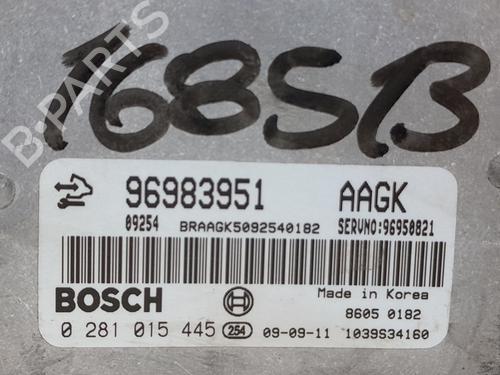 168SB
B-PARTS
96983951 AAGK
09254 BRAAGK5092540182 SERVNO:96950821
BOSCH Made in Korea
8605 0182
0 281 015 445 254 09-09-11 1039S34160